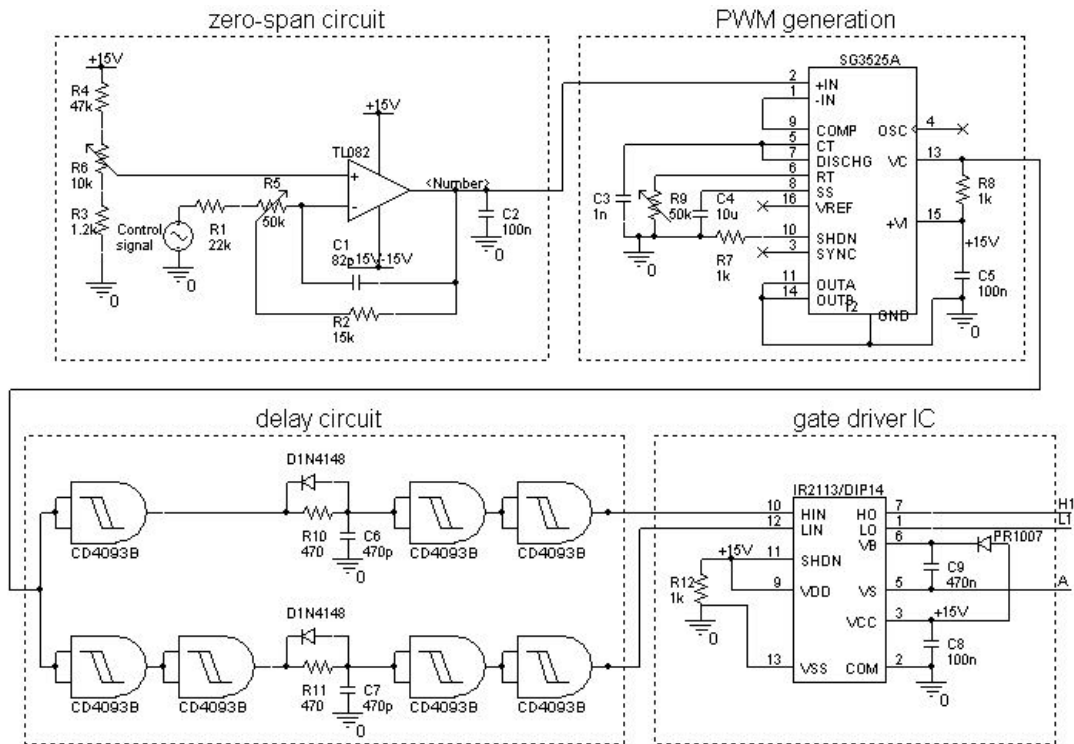 zero-span circuit
+15V
R4
47k
R6
10k
R3
1.2k
0
Control
signal
0
R1
22k
R5
50k
+15V
TL082
+
-
<Number>
C1
82p
+15V-15V
R2
15k
C2
100n
0
PWM generation
SG3525A
2
+IN
1
-IN
9
COMP
5
CT
7
DISCHG
6
RT
8
SS
16
VREF
10
SHDN
3
SYNC
11
OUTA
14
OUTB
12
GND
OSC
4
VC
13
+VI
15
C3
1n
R9
50k
C4
10u
0
R7
1k
R8
1k
+15V
C5
100n
0
delay circuit
CD4093B
D1N4148
R10
470
C6
470p
0
CD4093B
CD4093B
CD4093B
CD4093B
D1N4148
R11
470
C7
470p
0
CD4093B
CD4093B
gate driver IC
IR2113/DIP14
10
HIN
12
LIN
11
SHDN
9
VDD
13
VSS
HO
7
LO
1
VB
6
VS
5
VCC
3
COM
2
+15V
R12
1k
0
H1
L1
PR1007
C9
470n
A
+15V
C8
100n
0